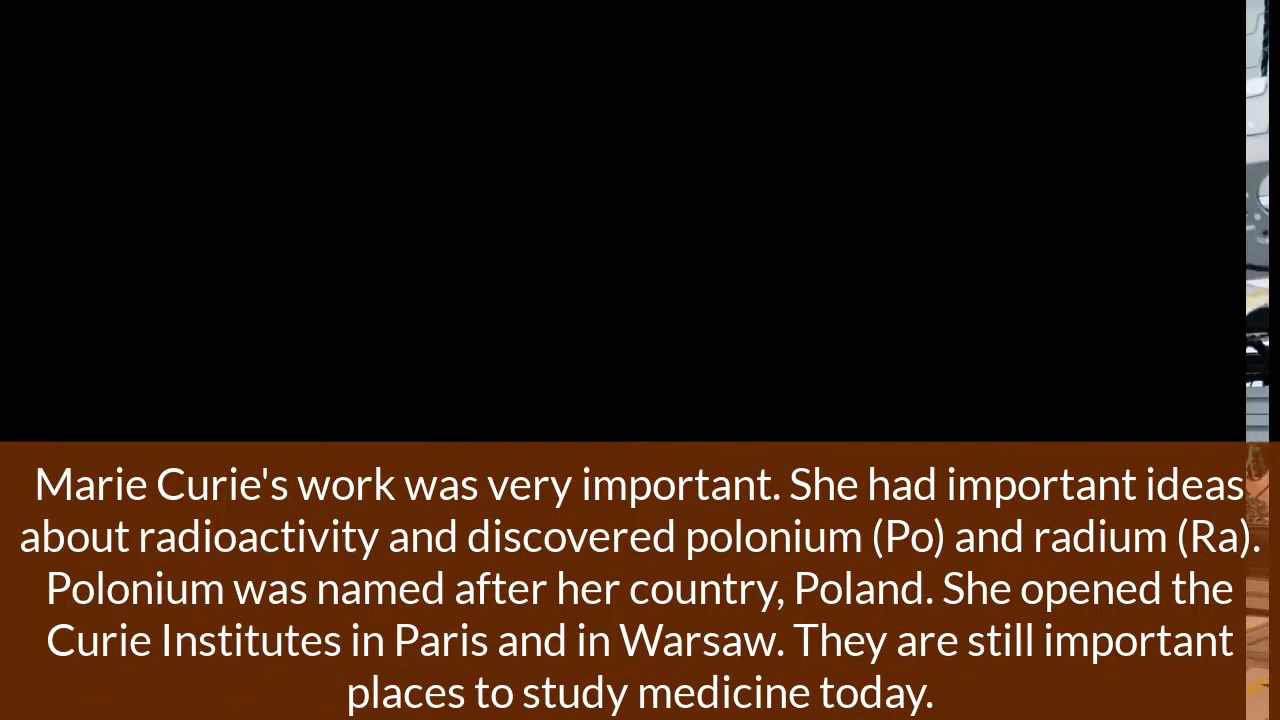 Marie Curie's work was very important. She had important ideas
about radioactivity and discovered polonium (Po) and radium (Ra).
Polonium was named after her country, Poland. She opened the
Curie Institutes in Paris and in Warsaw. They are still important
places to study medicine today.